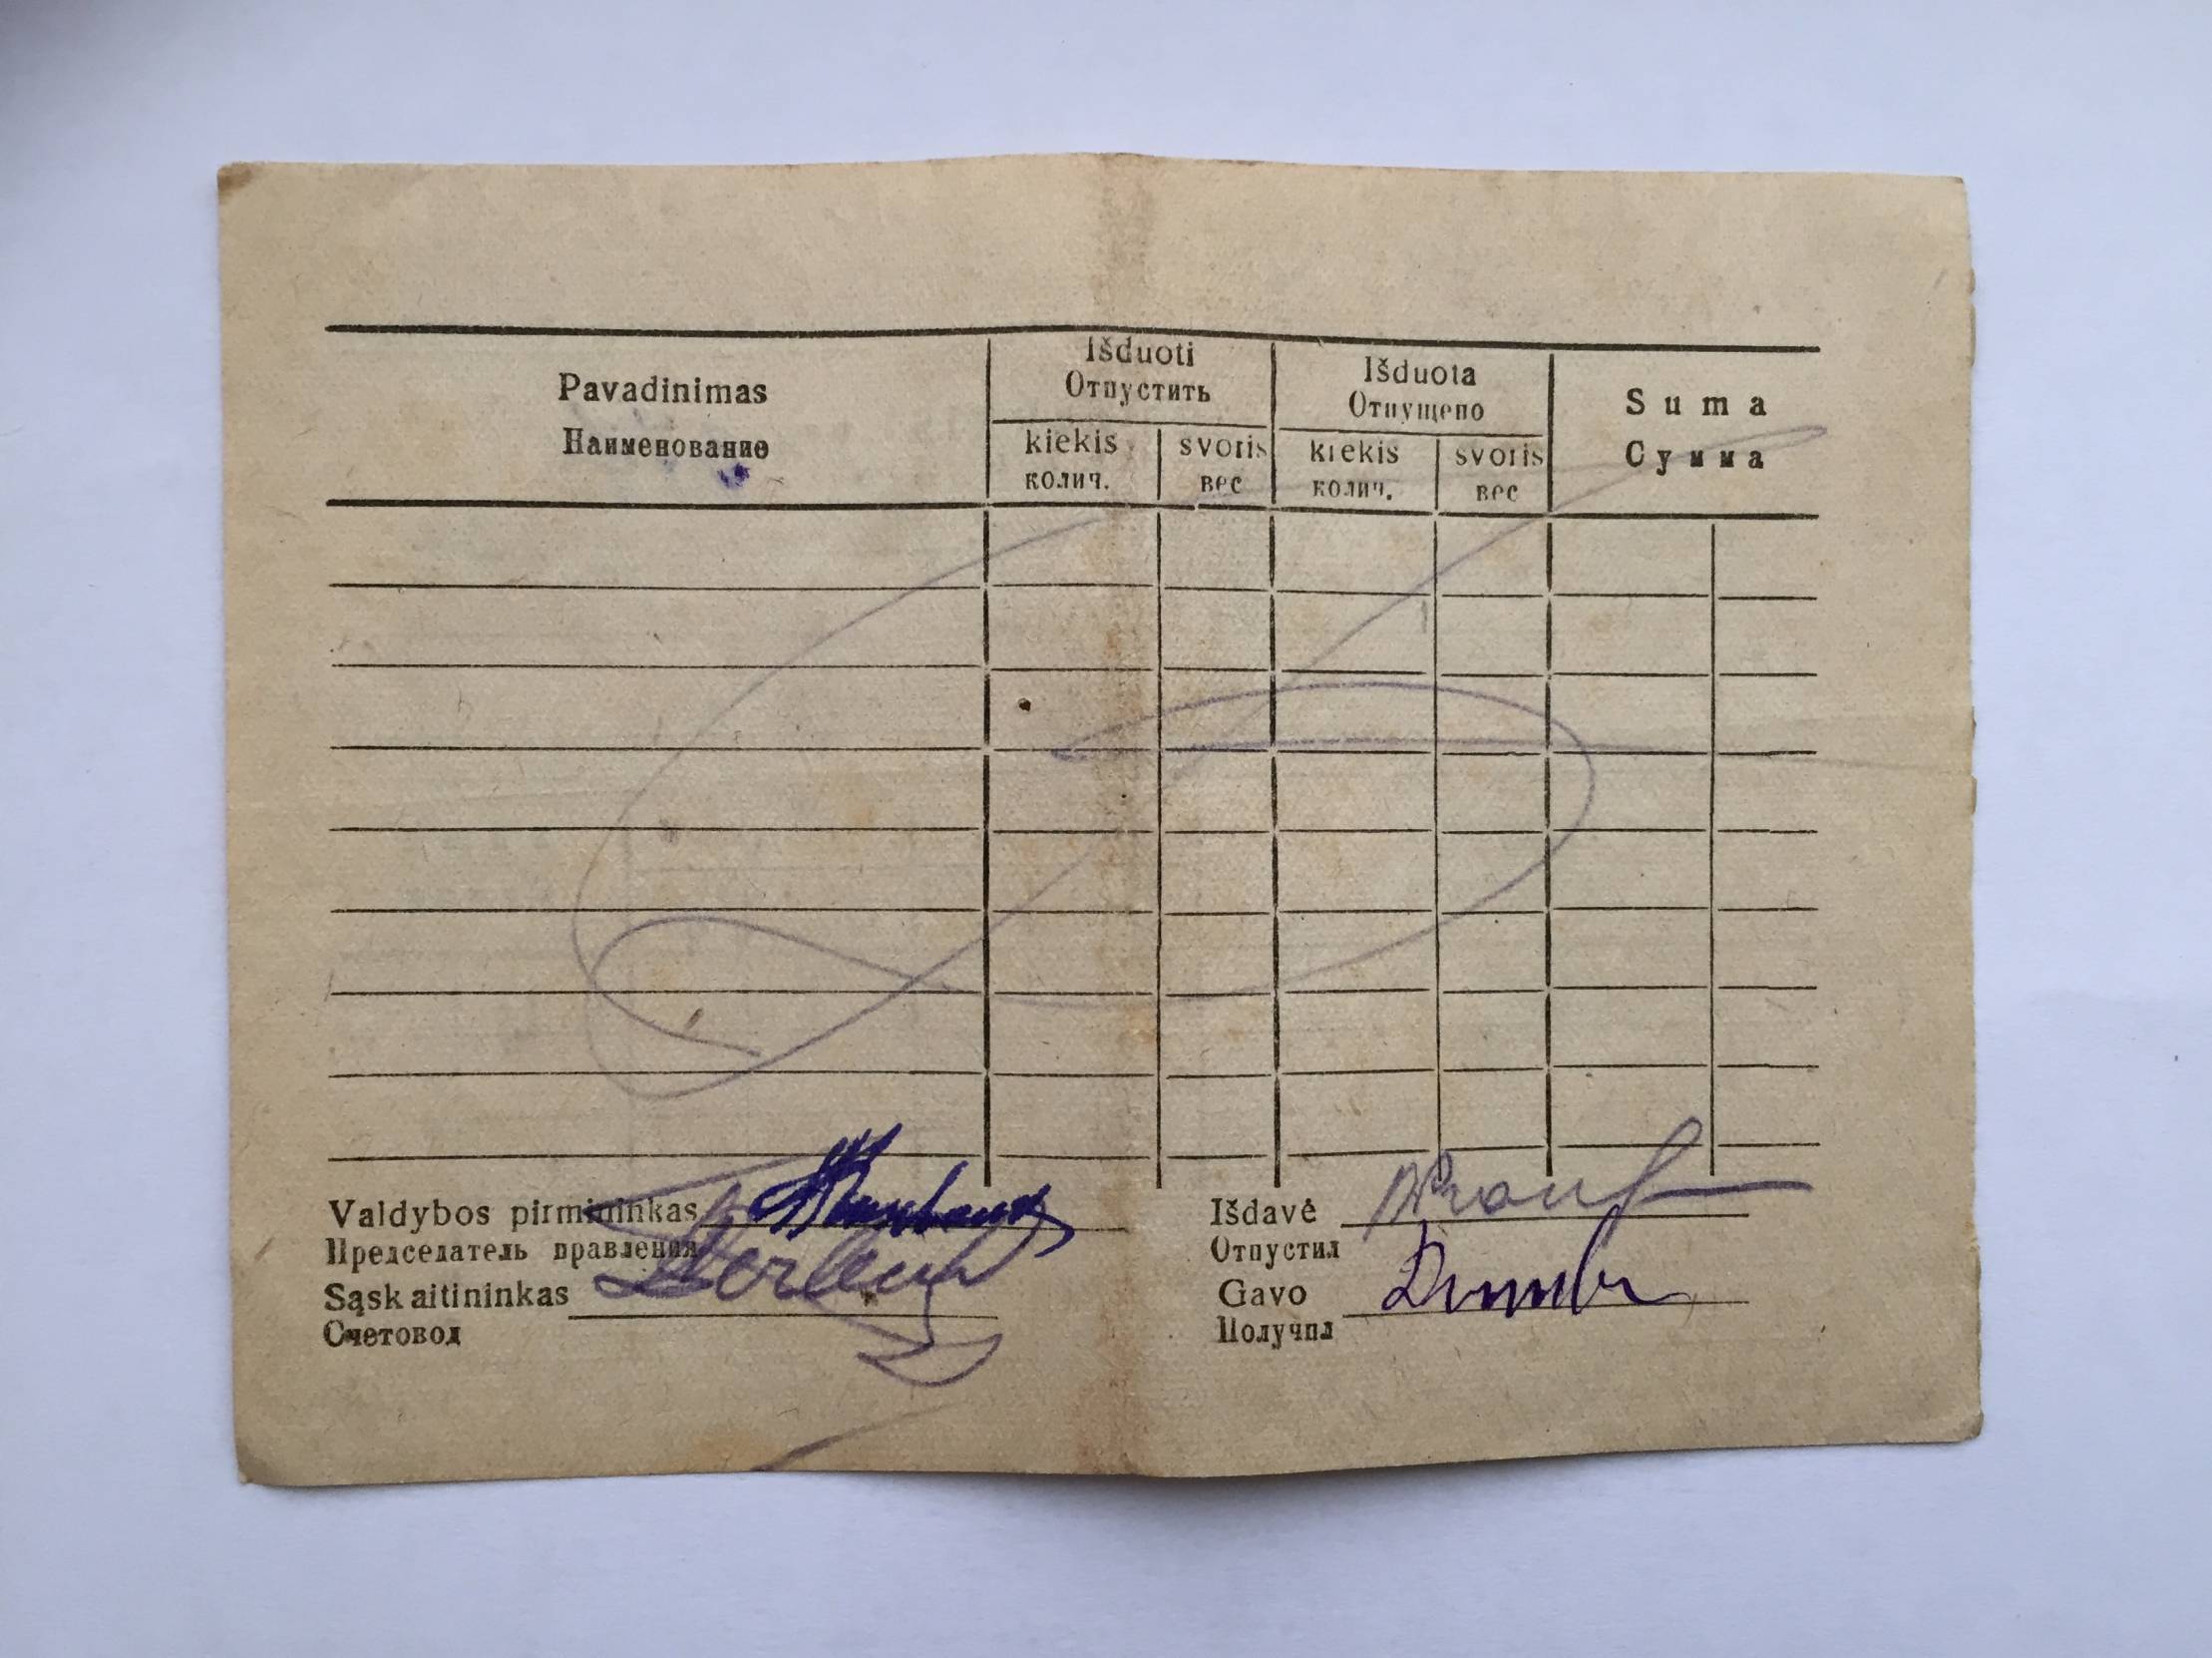 Pavadinimas
Наименование
Išduoti
Отпустить
kiekis
колич.
svoris
вес
Išduota
Отпущено
kiekis
колич.
svoris
вес
Suma
Сумма
Valdybos pirmininkas
Председатель правления
Sąskaitininkas
Счетовод
Išdavė
Отпустил
Gavo
Получил